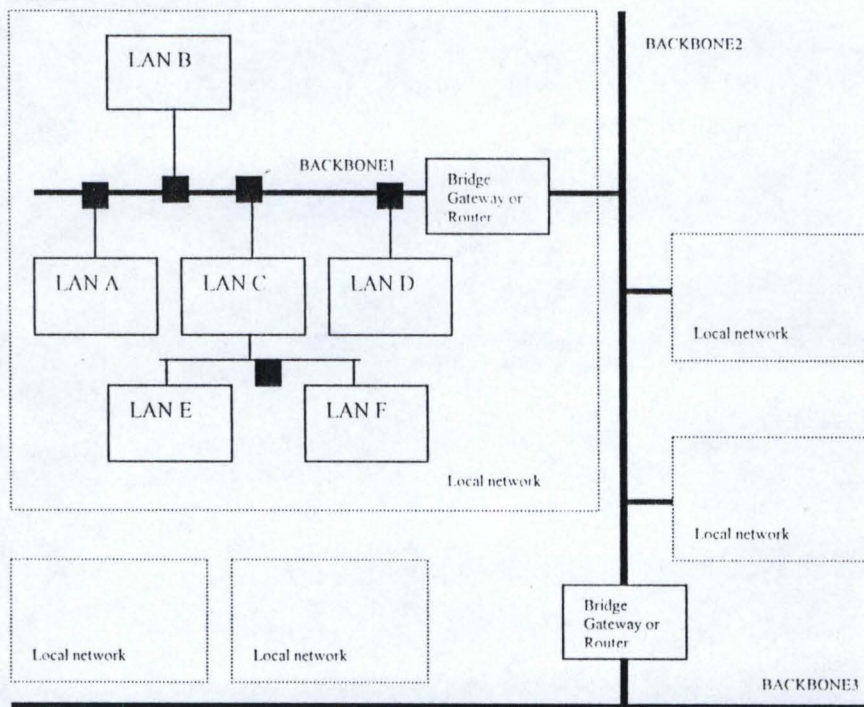 BACKBONE2
LAN B
BACKBONE1
Bridge
Gateway or
Router
LAN A
LAN C
LAN D
Local network
LAN E
LAN F
Local network
Local network
Local network
Local network
Bridge
Gateway or
Router
BACKBONE3